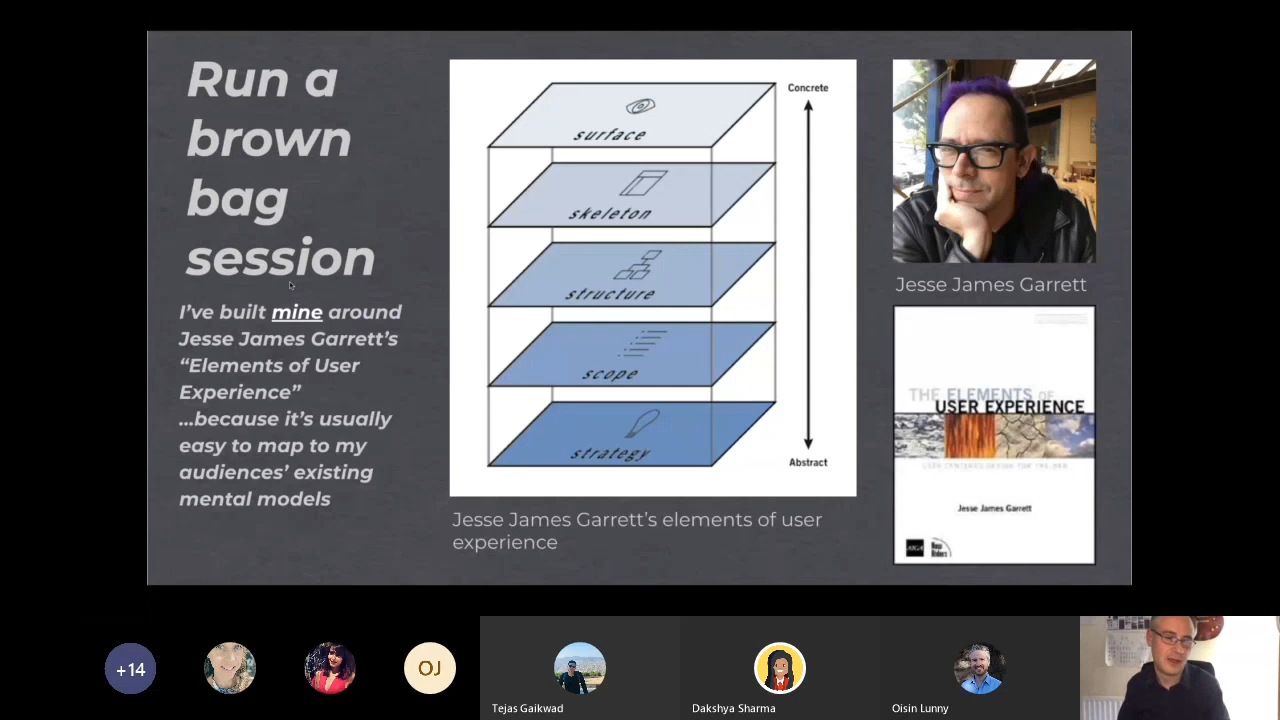 Run a
brown
bag
session
I’ve built mine around
Jesse James Garrett’s
“Elements of User
Experience”
...because it’s usually
easy to map to my
audiences’ existing
mental models
Concrete
surface
skeleton
structure
scope
strategy
Abstract
Jesse James Garrett’s elements of user
experience
Jesse James Garrett
THE ELEMENTS OF
USER EXPERIENCE
USER-CENTERED DESIGN FOR THE WEB
Jesse James Garrett
AIGA
New
Riders
+14
OJ
Tejas Gaikwad
Dakshya Sharma
Oisin Lunny